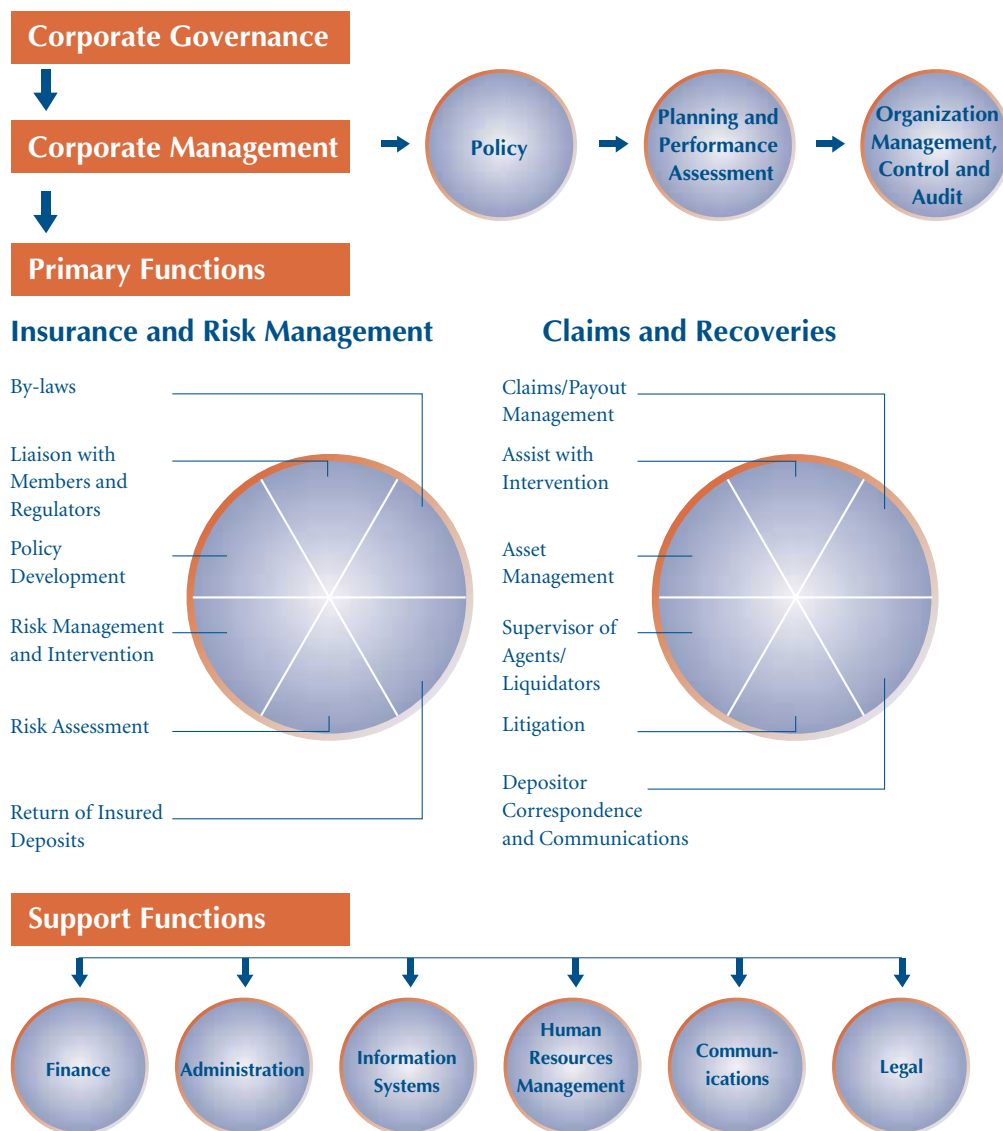 Corporate Governance
Corporate Management
Policy
Planning and
Performance
Assessment
Organization
Management,
Control and
Audit
Primary Functions
Insurance and Risk Management
By-laws
Liaison with
Members and
Regulators
Policy
Development
Risk Management
and Intervention
Risk Assessment
Return of Insured
Deposits
Claims and Recoveries
Claims/Payout
Management
Assist with
Intervention
Asset
Management
Supervisor of
Agents/
Liquidators
Litigation
Depositor
Correspondence
and Communications
Support Functions
Finance
Administration
Information
Systems
Human
Resources
Management
Commun-
ications
Legal